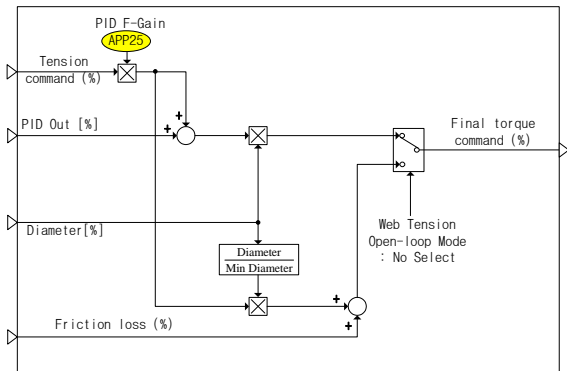 PID F-Gain
APP25
Tension
command (%)
PID Out [%]
Final torque
command (%)
Diameter[%]
Web Tension
Open-loop Mode
: No Select
Diameter
Min Diameter
Friction loss (%)
+
+
+
+